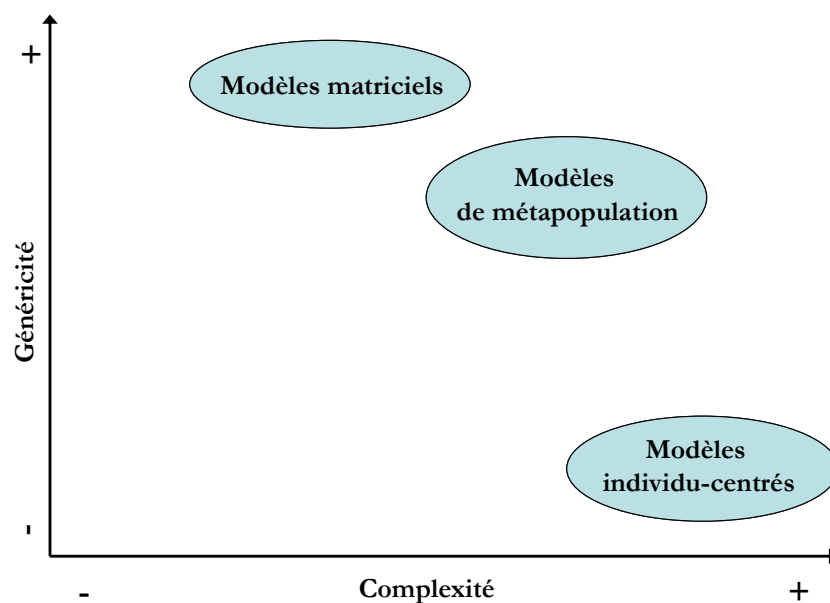 +
Modèles matriciels
Modèles
de métapopulation
Généricité
Modèles
individu-centrés
-
-
Complexité
+